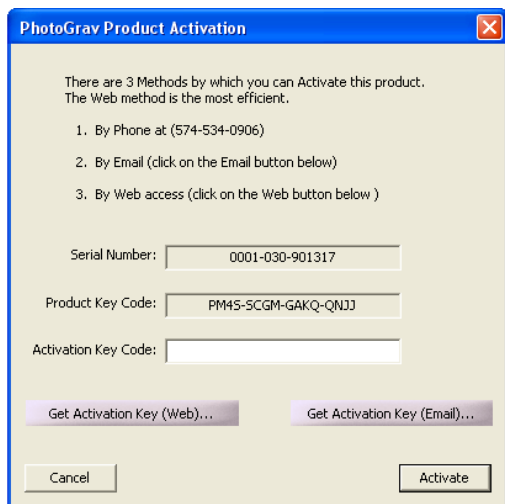 PhotoGrav Product Activation
There are 3 Methods by which you can Activate this product.
The Web method is the most efficient.
1. By Phone at (574-534-0906)
2. By Email (click on the Email button below)
3. By Web access (click on the Web button below )
Serial Number: 0001-030-901317
Product Key Code: PM4S-SCGM-GAKQ-QNJJ
Activation Key Code:
Get Activation Key (Web)... Get Activation Key (Email)...
Cancel Activate